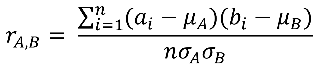 r_{A,B} = \frac{\sum_{i=1}^{n}(a_i - \mu_A)(b_i - \mu_B)}{n\sigma_A\sigma_B}